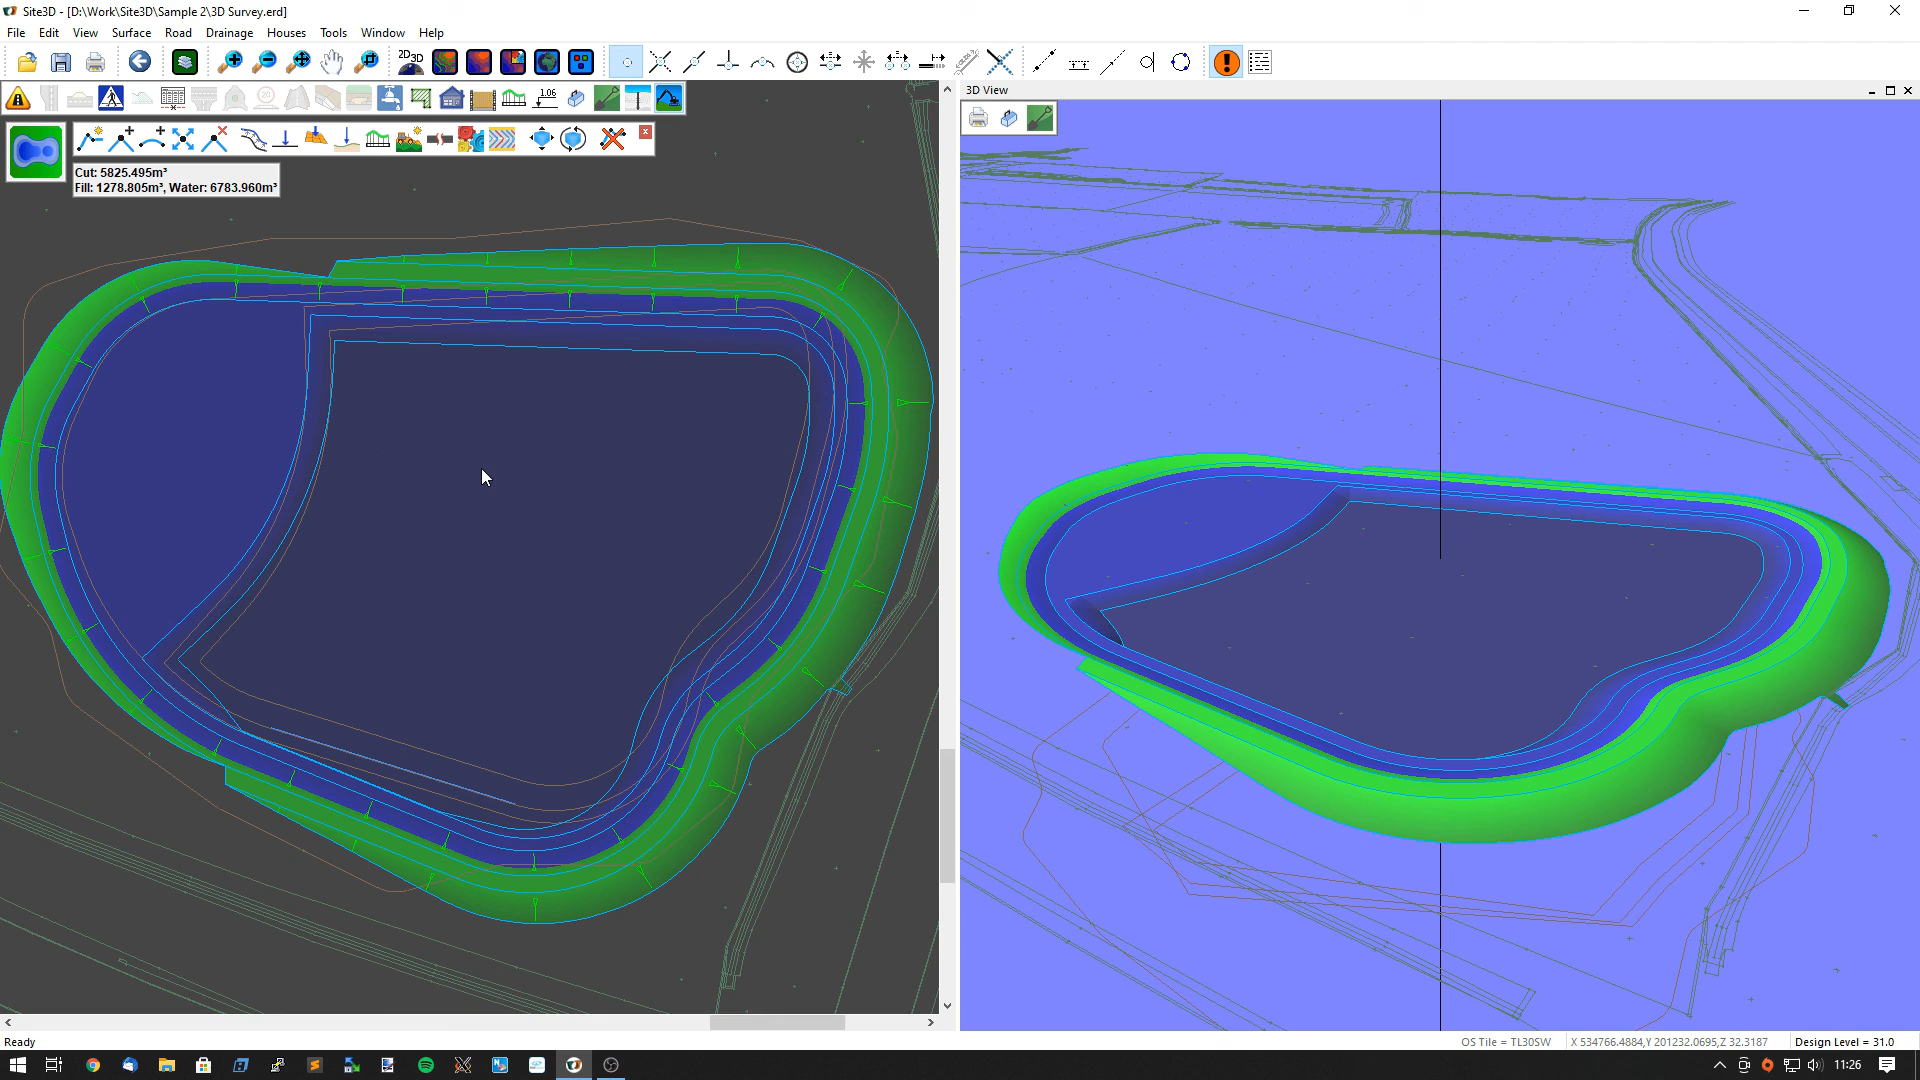 Site3D - [D:\Work\Site3D\Sample 2\3D Survey.erd]
File Edit View Surface Road Drainage Houses Tools Window Help
2D3D
20
1.06
3D View
Cut: 5825.495m³
Fill: 1278.805m³, Water: 6783.960m³
Ready
OS Tile = TL30SW
X 534766.4884,Y 201232.0695,Z 32.3187
Design Level = 31.0
11:26